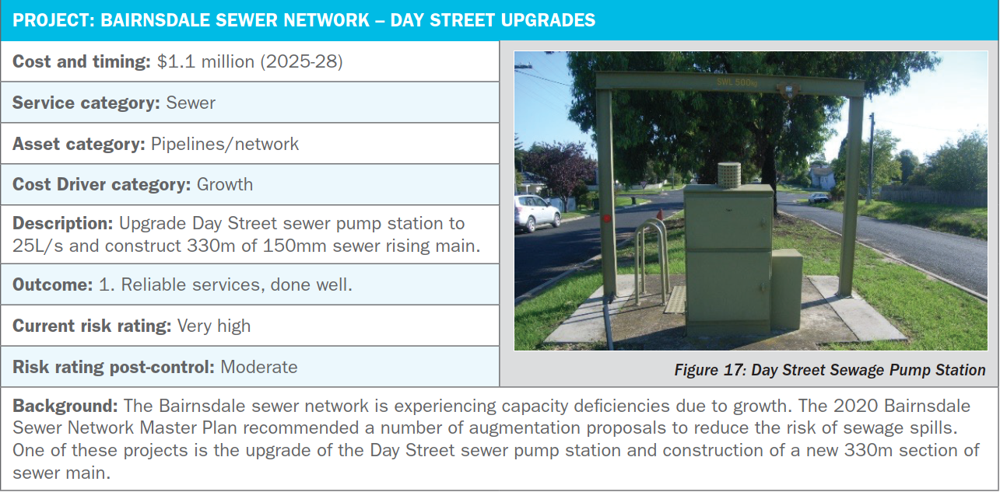 PROJECT: BAIRNSDALE SEWER NETWORK – DAY STREET UPGRADES
Cost and timing: $1.1 million (2025-28)
Service category: Sewer
Asset category: Pipelines/network
Cost Driver category: Growth
Description: Upgrade Day Street sewer pump station to
25L/s and construct 330m of 150mm sewer rising main.
Outcome: 1. Reliable services, done well.
Current risk rating: Very high
Risk rating post-control: Moderate
SWL 500kg
Figure 17: Day Street Sewage Pump Station
Background: The Bairnsdale sewer network is experiencing capacity deficiencies due to growth. The 2020 Bairnsdale
Sewer Network Master Plan recommended a number of augmentation proposals to reduce the risk of sewage spills.
One of these projects is the upgrade of the Day Street sewer pump station and construction of a new 330m section of
sewer main.